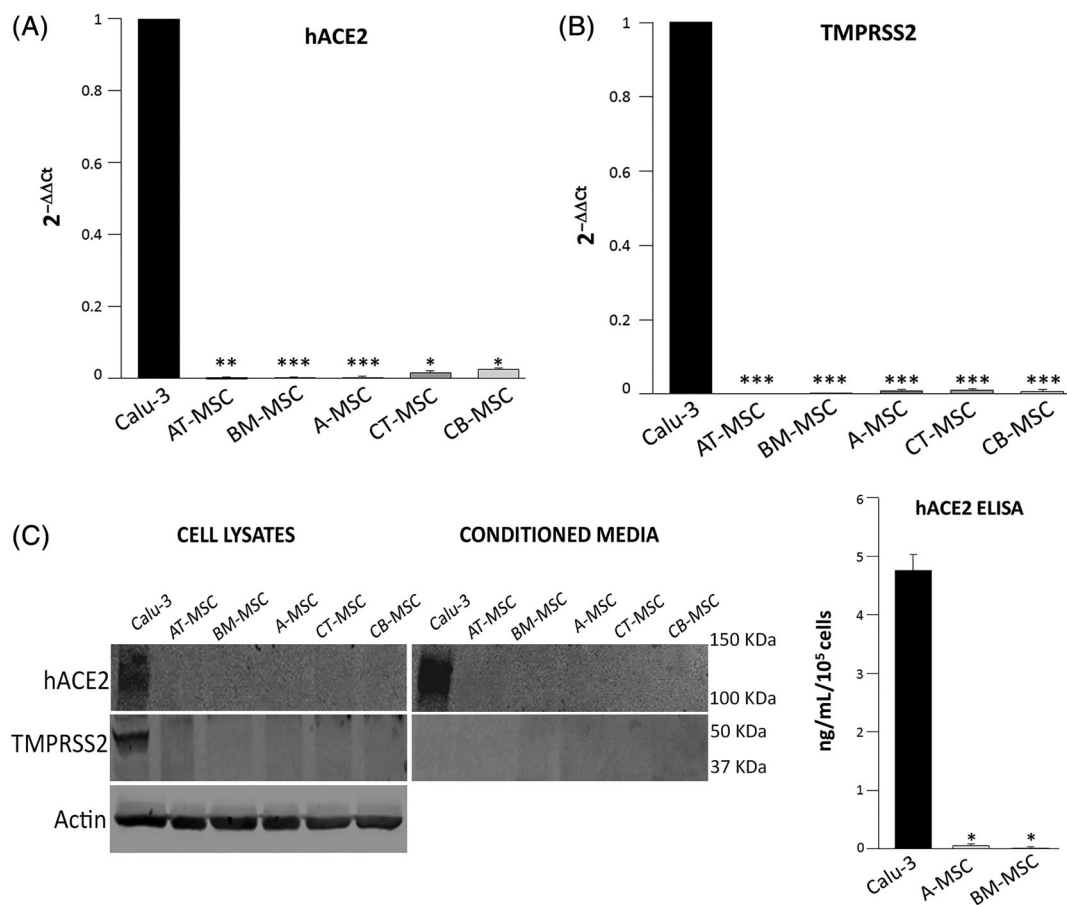 (A)
hACE2
2−ΔΔCt
1
0.8
0.6
0.4
0.2
0
**
***
***
*
*
Calu-3
AT-MSC
BM-MSC
A-MSC
CT-MSC
CB-MSC
(B)
TMPRSS2
2−ΔΔCt
1
0.8
0.6
0.4
0.2
0
***
***
***
***
***
Calu-3
AT-MSC
BM-MSC
A-MSC
CT-MSC
CB-MSC
(C)
CELL LYSATES
CONDITIONED MEDIA
Calu-3
AT-MSC
BM-MSC
A-MSC
CT-MSC
CB-MSC
Calu-3
AT-MSC
BM-MSC
A-MSC
CT-MSC
CB-MSC
hACE2
150 KDa
100 KDa
TMPRSS2
50 KDa
37 KDa
Actin
hACE2 ELISA
ng/mL/10⁵ cells
6
5
4
3
2
1
0
*
*
Calu-3
A-MSC
BM-MSC